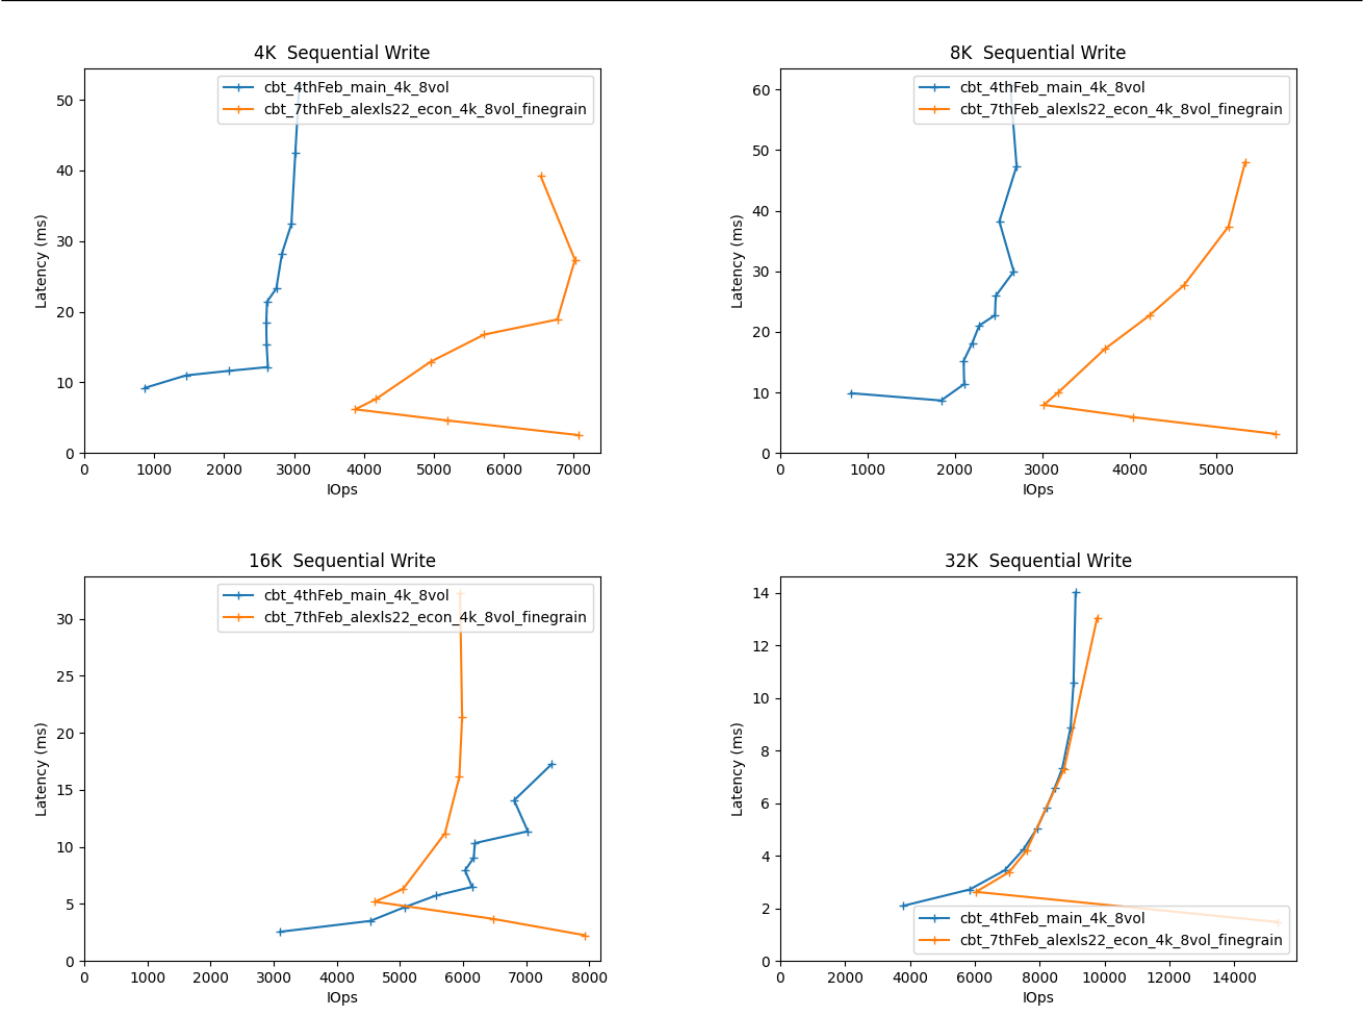 4K  Sequential Write
cbt_4thFeb_main_4k_8vol
cbt_7thFeb_alexls22_econ_4k_8vol_finegrain
Latency (ms)
50
40
30
20
10
0
0 1000 2000 3000 4000 5000 6000 7000
IOps
8K  Sequential Write
cbt_4thFeb_main_4k_8vol
cbt_7thFeb_alexls22_econ_4k_8vol_finegrain
Latency (ms)
60
50
40
30
20
10
0
0 1000 2000 3000 4000 5000
IOps
16K  Sequential Write
cbt_4thFeb_main_4k_8vol
cbt_7thFeb_alexls22_econ_4k_8vol_finegrain
Latency (ms)
30
25
20
15
10
5
0
0 1000 2000 3000 4000 5000 6000 7000 8000
IOps
32K  Sequential Write
Latency (ms)
14
12
10
8
6
4
2
0
cbt_4thFeb_main_4k_8vol
cbt_7thFeb_alexls22_econ_4k_8vol_finegrain
0 2000 4000 6000 8000 10000 12000 14000
IOps